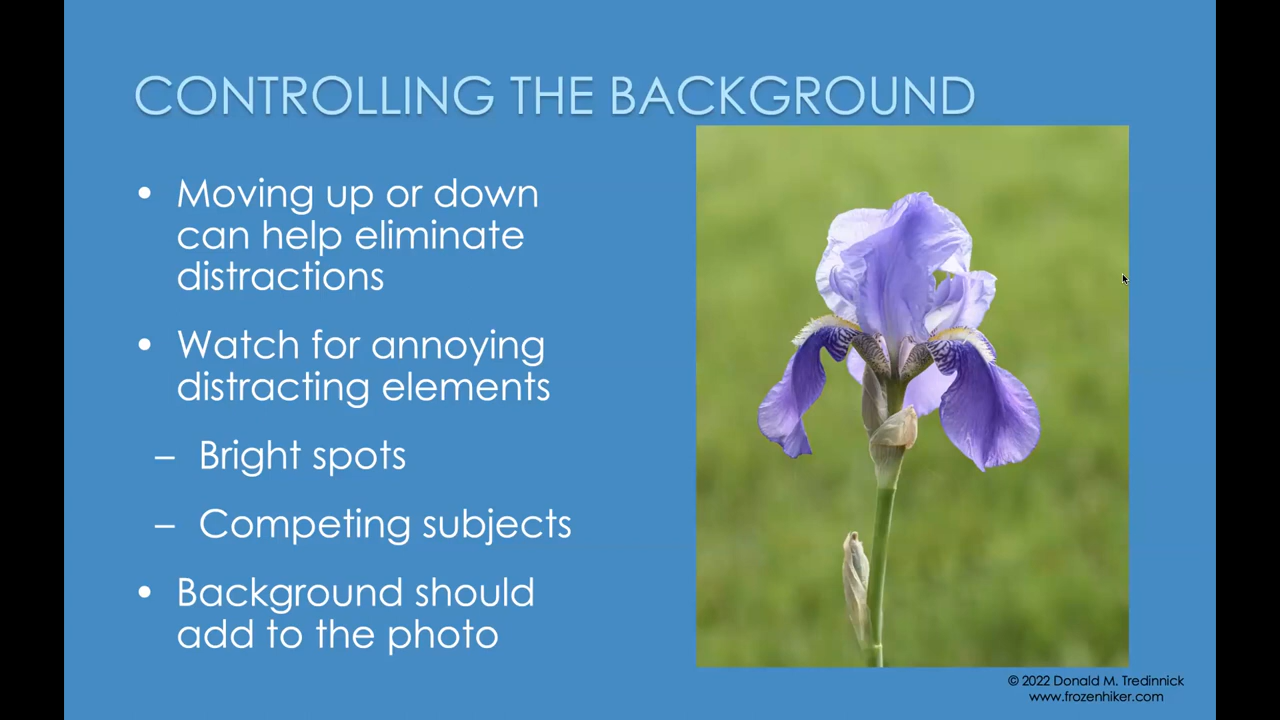 CONTROLLING THE BACKGROUND
• Moving up or down
can help eliminate
distractions
• Watch for annoying
distracting elements
– Bright spots
– Competing subjects
• Background should
add to the photo
© 2022 Donald M. Tredinnick
www.frozenhiker.com